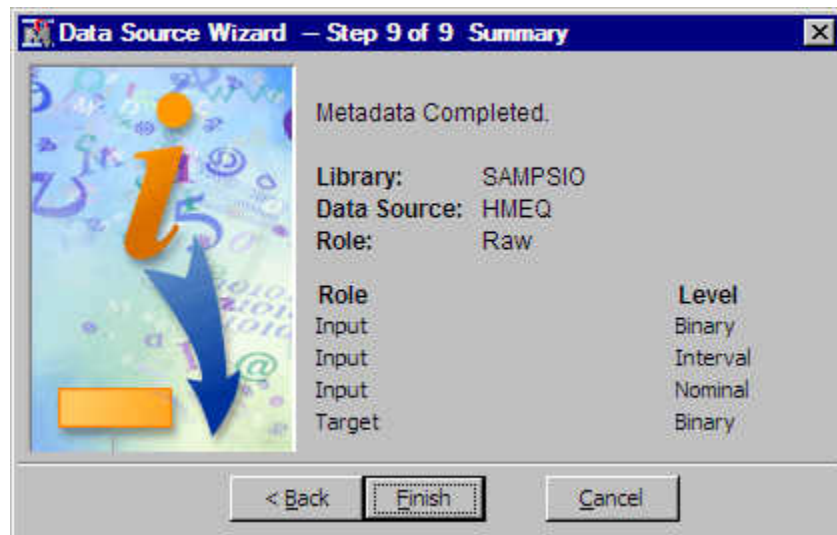 Data Source Wizard – Step 9 of 9 Summary
Metadata Completed.
Library: SAMPSIO
Data Source: HMEQ
Role: Raw
Role Level
Input Binary
Input Interval
Input Nominal
Target Binary
< Back Finish Cancel